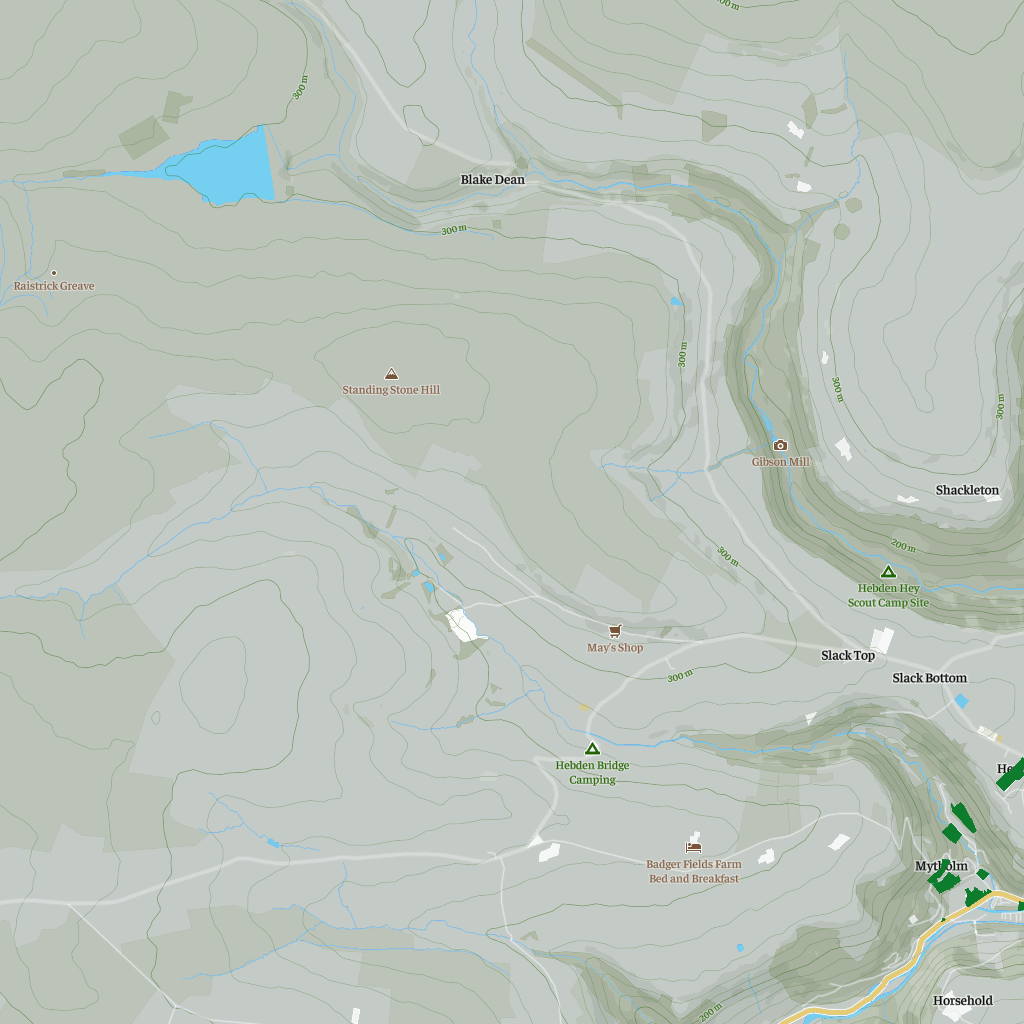 300 m
300 m
Blake Dean
300 m
Raistrick Greave
300 m
Standing Stone Hill
300 m
300 m
Gibson Mill
Shackleton
200 m
300 m
Hebden Hey
Scout Camp Site
May's Shop
Slack Top
300 m
Slack Bottom
Hebden Bridge
Camping
He
Badger Fields Farm
Bed and Breakfast
Mytholm
Horsehold
200 m